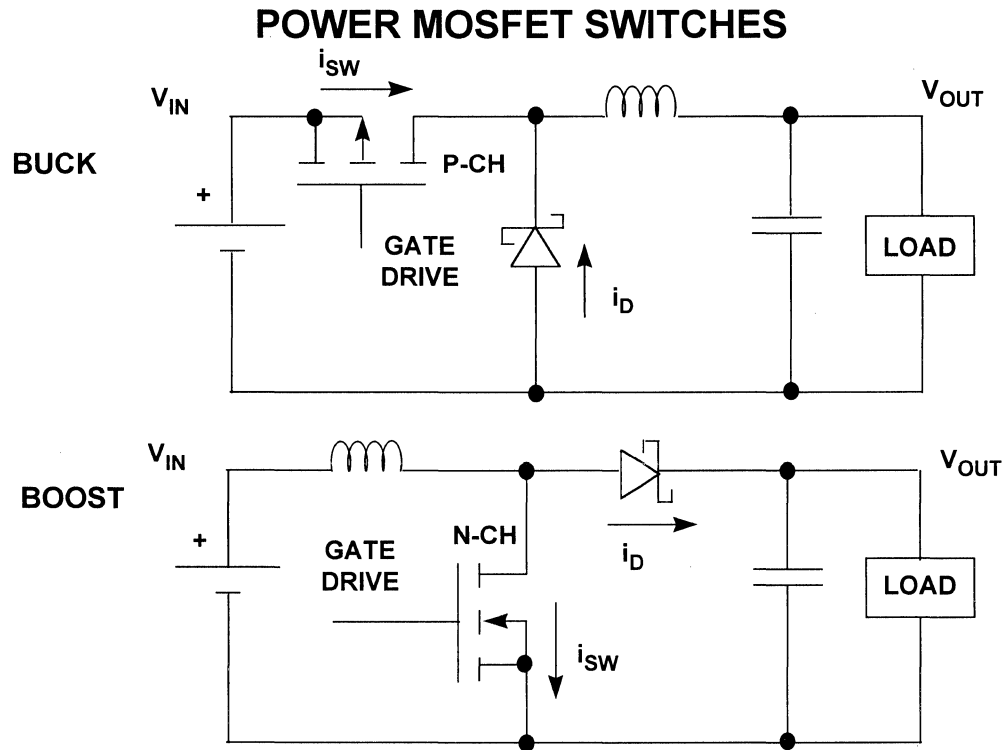 POWER MOSFET SWITCHES
iSW
VIN
VOUT
BUCK
P-CH
+
GATE
DRIVE
LOAD
iD
VIN
VOUT
BOOST
N-CH
+
GATE
DRIVE
iD
LOAD
iSW